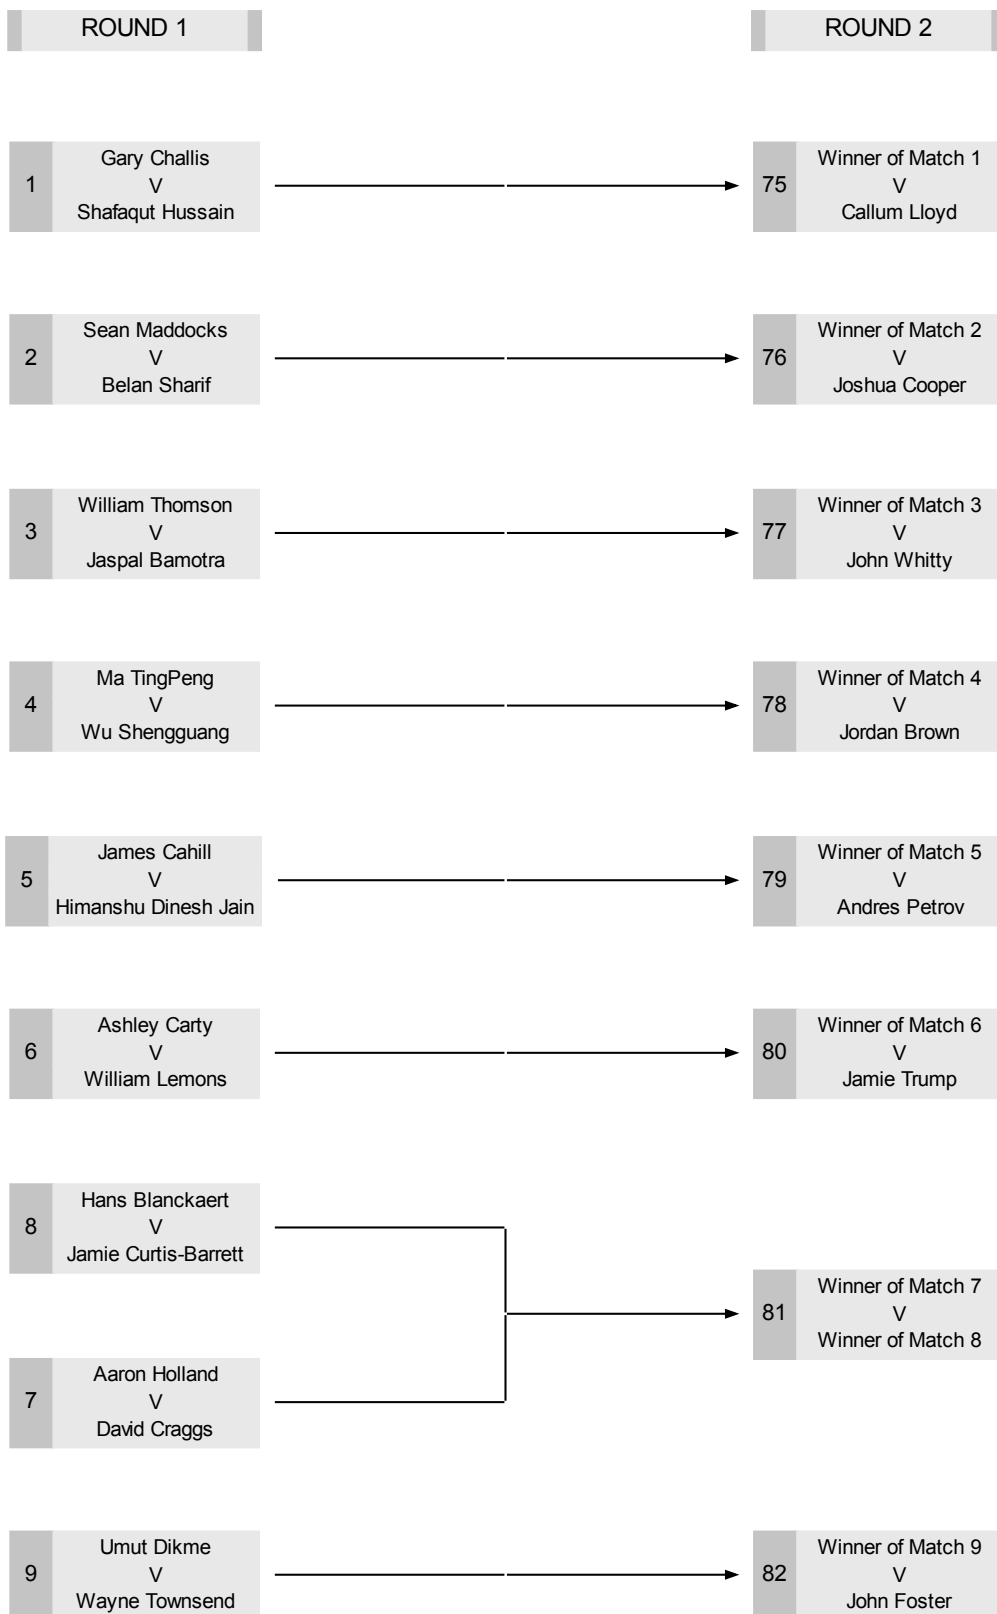 ROUND 1
ROUND 2
1
Gary Challis
V
Shafaqut Hussain
75
Winner of Match 1
V
Callum Lloyd
2
Sean Maddocks
V
Belan Sharif
76
Winner of Match 2
V
Joshua Cooper
3
William Thomson
V
Jaspal Bamotra
77
Winner of Match 3
V
John Whitty
4
Ma TingPeng
V
Wu Shengguang
78
Winner of Match 4
V
Jordan Brown
5
James Cahill
V
Himanshu Dinesh Jain
79
Winner of Match 5
V
Andres Petrov
6
Ashley Carty
V
William Lemons
80
Winner of Match 6
V
Jamie Trump
8
Hans Blanckaert
V
Jamie Curtis-Barrett
81
Winner of Match 7
V
Winner of Match 8
7
Aaron Holland
V
David Craggs
9
Umut Dikme
V
Wayne Townsend
82
Winner of Match 9
V
John Foster